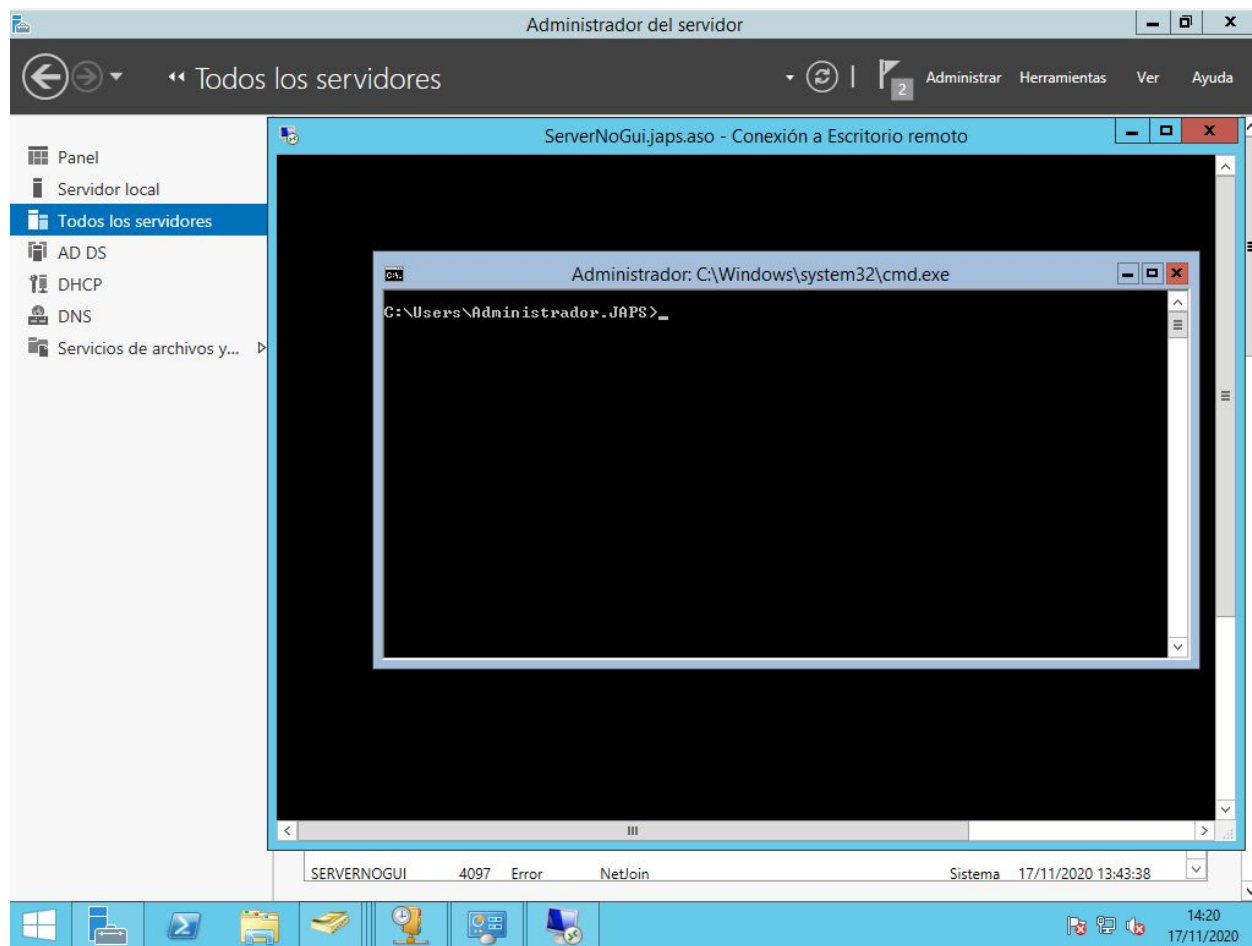 Administrador del servidor
Todos los servidores
2
Administrar Herramientas Ver Ayuda
Panel
Servidor local
Todos los servidores
AD DS
DHCP
DNS
Servicios de archivos y...
ServerNoGui.japs.aso - Conexión a Escritorio remoto
Administrador: C:\Windows\system32\cmd.exe
C:\Users\Administrador.JAPS>_
SERVERNOGUI 4097 Error NetJoin Sistema 17/11/2020 13:43:38
14:20
17/11/2020